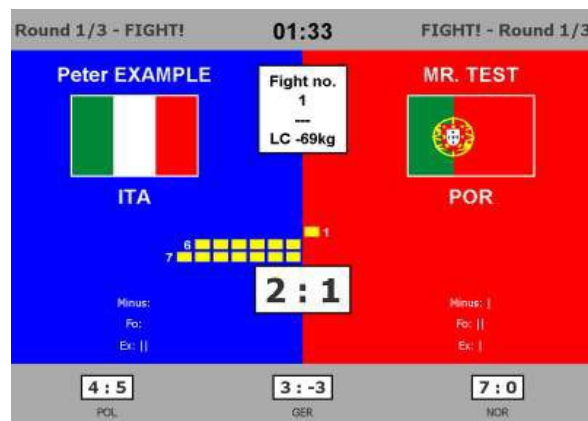 Round 1/3 - FIGHT!
01:33
FIGHT! - Round 1/3
Peter EXAMPLE
Fight no.
1
---
LC -69kg
MR. TEST
ITA
POR
1
6
7
2 : 1
Minus:
Fo:
Ex: ||
Minus: |
Fo: ||
Ex: |
4 : 5
POL
3 : -3
GER
7 : 0
NOR